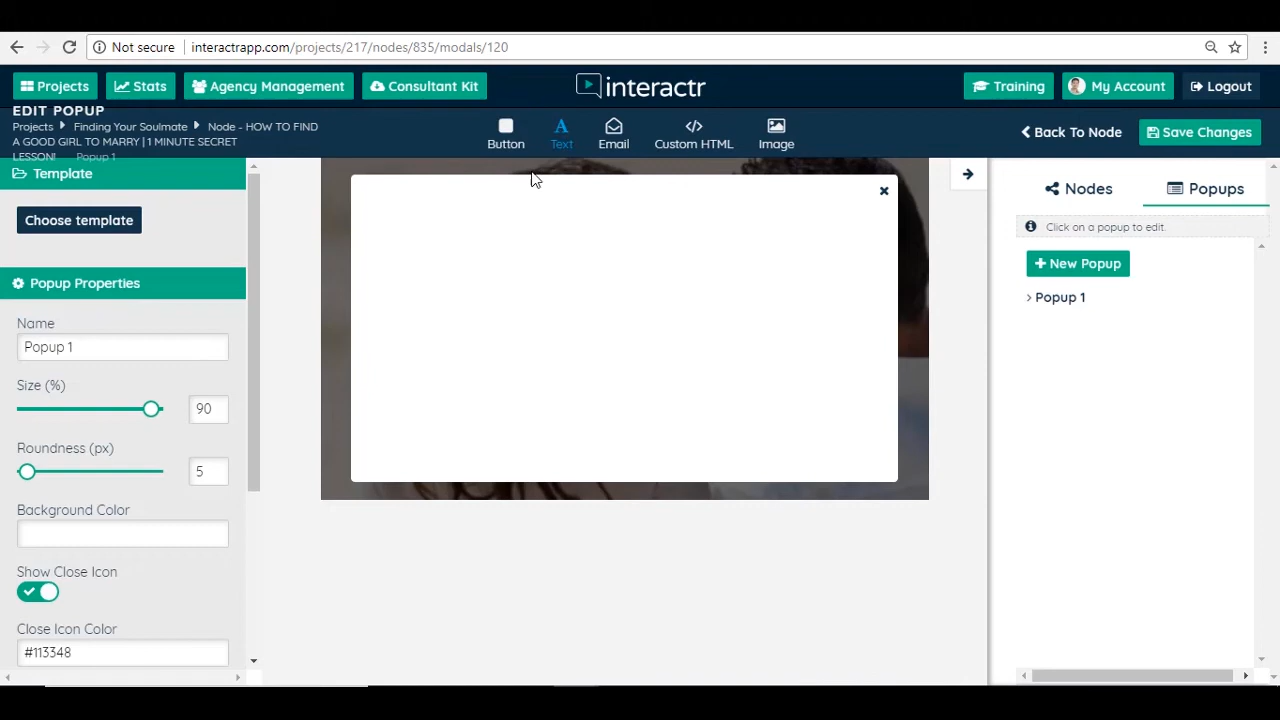 Not secure interactrapp.com/projects/217/nodes/835/modals/120
Projects Stats Agency Management Consultant Kit interactr Training My Account Logout
EDIT POPUP
Projects Finding Your Soulmate Node - HOW TO FIND
A GOOD GIRL TO MARRY | 1 MINUTE SECRET
LESSON! Popup 1
Button Text Email Custom HTML Image
Back To Node Save Changes
Template
Choose template
Popup Properties
Name
Popup 1
Size (%)
90
Roundness (px)
5
Background Color
Show Close Icon
Close Icon Color
#113348
Nodes Popups
Click on a popup to edit.
New Popup
Popup 1